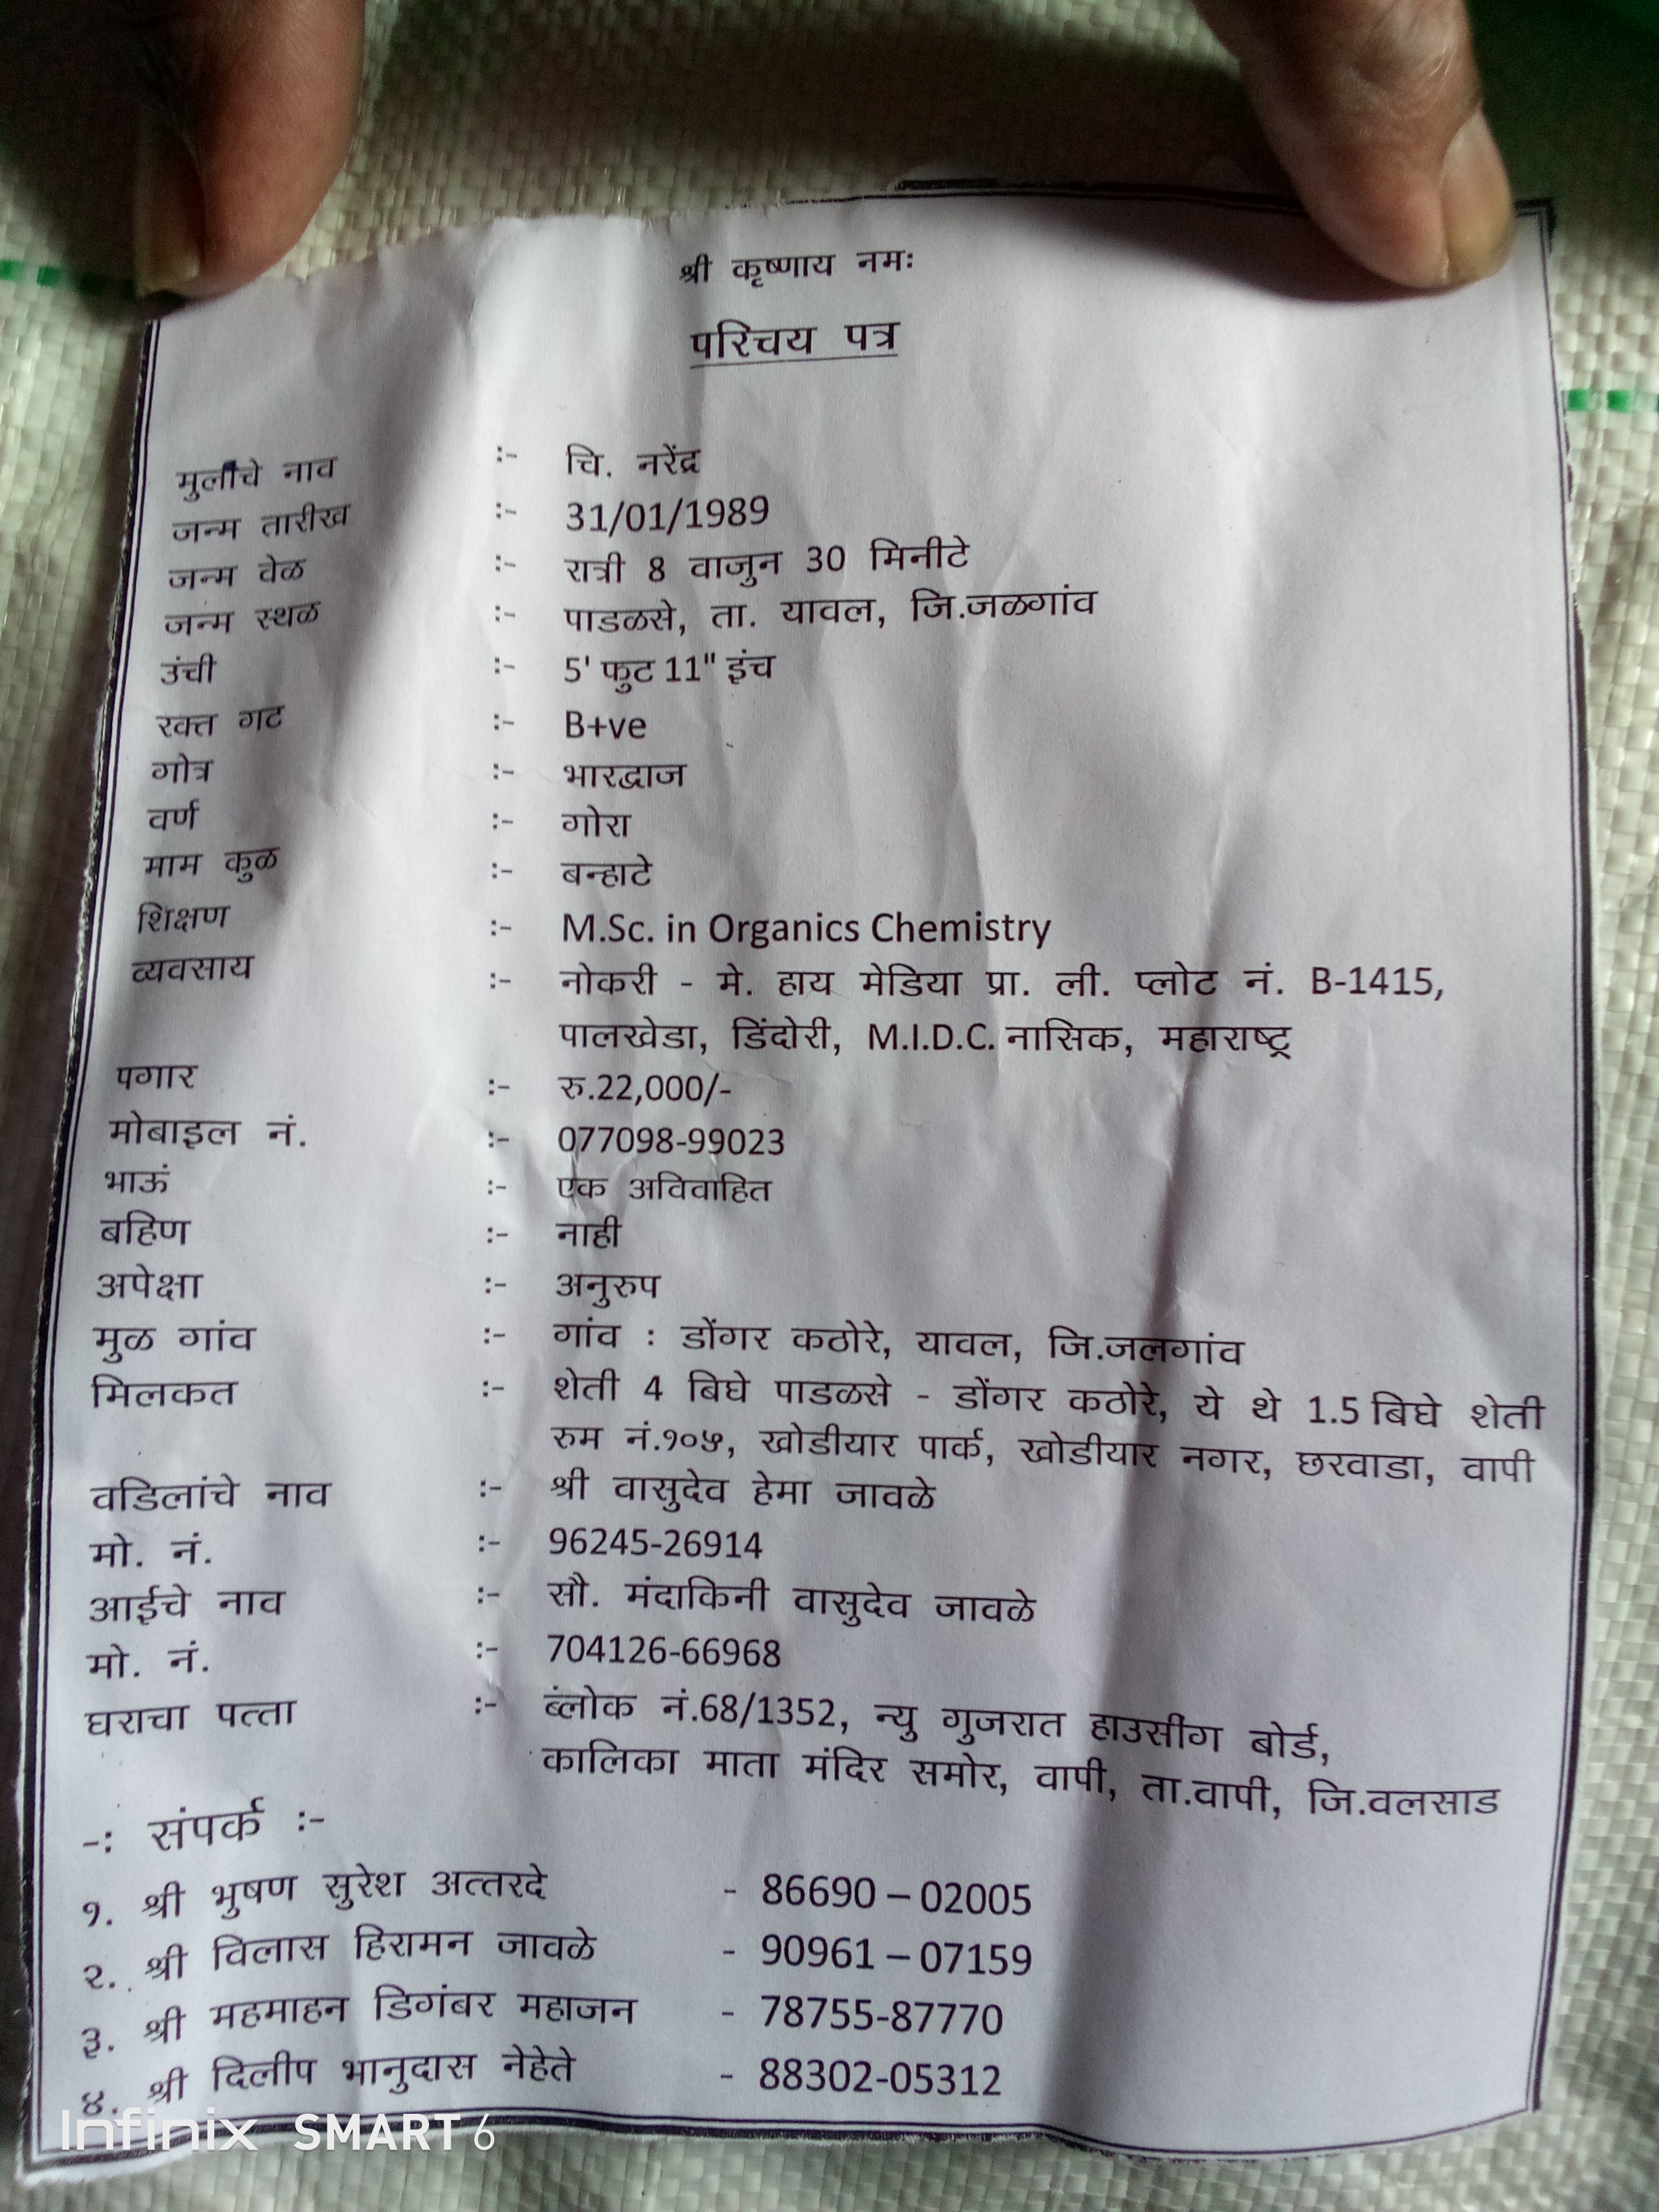 श्री कृष्णाय नमः
परिचय पत्र
मुलीचे नाव :- चि. नरेंद्र
जन्म तारीख :- 31/01/1989
जन्म वेळ :- रात्री 8 वाजुन 30 मिनीटे
जन्म स्थळ :- पाडळसे, ता. यावल, जि.जळगांव
उंची :- 5' फुट 11" इंच
रक्त गट :- B+ve
गोत्र :- भारद्वाज
वर्ण :- गोरा
माम कुळ :- बन्हाटे
शिक्षण :- M.Sc. in Organics Chemistry
व्यवसाय :- नोकरी - मे. हाय मेडिया प्रा. ली. प्लोट नं. B-1415,
पालखेडा, डिंदोरी, M.I.D.C. नासिक, महाराष्ट्र
पगार :- रु.22,000/-
मोबाइल नं. :- 077098-99023
भाऊं :- एक अविवाहित
बहिण :- नाही
अपेक्षा :- अनुरुप
मुळ गांव :- गांव : डोंगर कठोरे, यावल, जि.जलगांव
मिलकत :- शेती 4 बिघे पाडळसे - डोंगर कठोरे, ये थे 1.5 बिघे शेती
रुम नं.१०५, खोडीयार पार्क, खोडीयार नगर, छरवाडा, वापी
वडिलांचे नाव :- श्री वासुदेव हेमा जावळे
मो. नं. :- 96245-26914
आईचे नाव :- सौ. मंदाकिनी वासुदेव जावळे
मो. नं. :- 704126-66968
घराचा पत्ता :- ब्लोक नं.68/1352, न्यु गुजरात हाउसींग बोर्ड,
कालिका माता मंदिर समोर, वापी, ता.वापी, जि.वलसाड
-: संपर्क :-
१. श्री भुषण सुरेश अत्तरदे - 86690 – 02005
२. श्री विलास हिरामन जावळे - 90961 – 07159
३. श्री महमाहन डिगंबर महाजन - 78755-87770
४. श्री दिलीप भानुदास नेहेते - 88302-05312
Infinix SMART 6